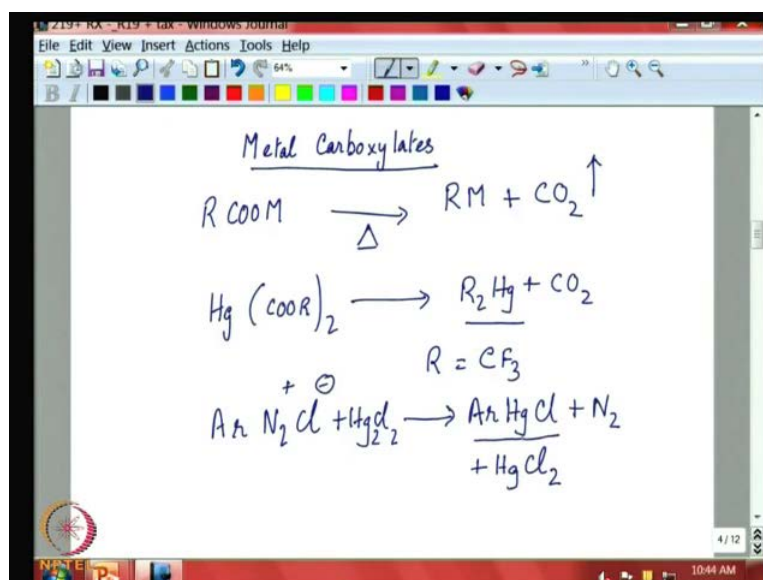 219+ RX - R19 + tax - Windows Journal
File Edit View Insert Actions Tools Help
64%
B I
Metal Carboxylates
R COOM →Δ RM + CO2 ↑
Hg (COOR)2 → R2Hg + CO2
R = CF3
Ar N2+ Cl⊖ + Hg2Cl2 → Ar HgCl + N2
+ HgCl2
4 / 12
NPTEL
10:44 AM